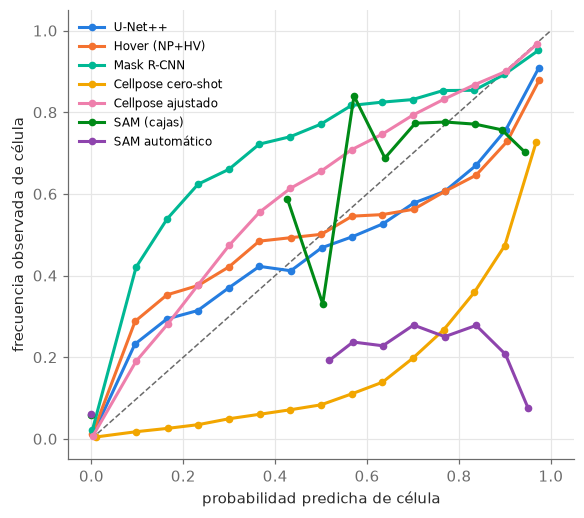 U-Net++
Hover (NP+HV)
Mask R-CNN
Cellpose cero-shot
Cellpose ajustado
SAM (cajas)
SAM automático
frecuencia observada de célula
1.0
0.8
0.6
0.4
0.2
0.0
0.0 0.2 0.4 0.6 0.8 1.0
probabilidad predicha de célula